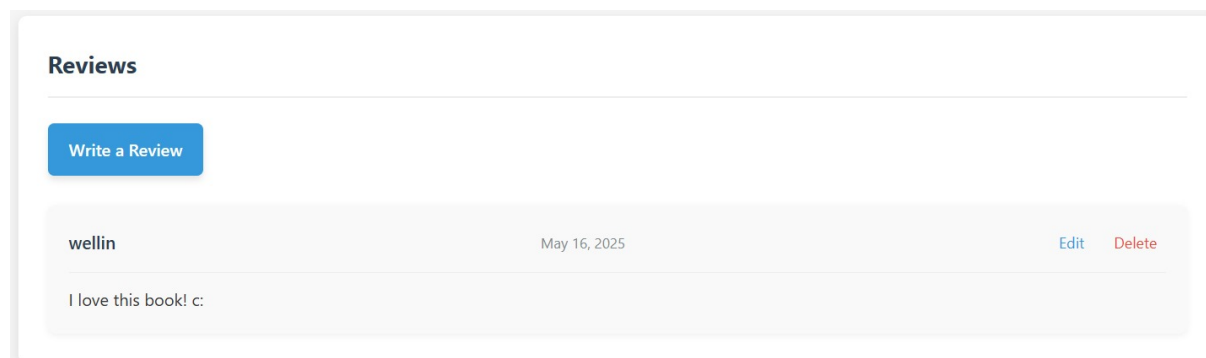 Reviews
Write a Review
wellin May 16, 2025 Edit Delete
I love this book! c: